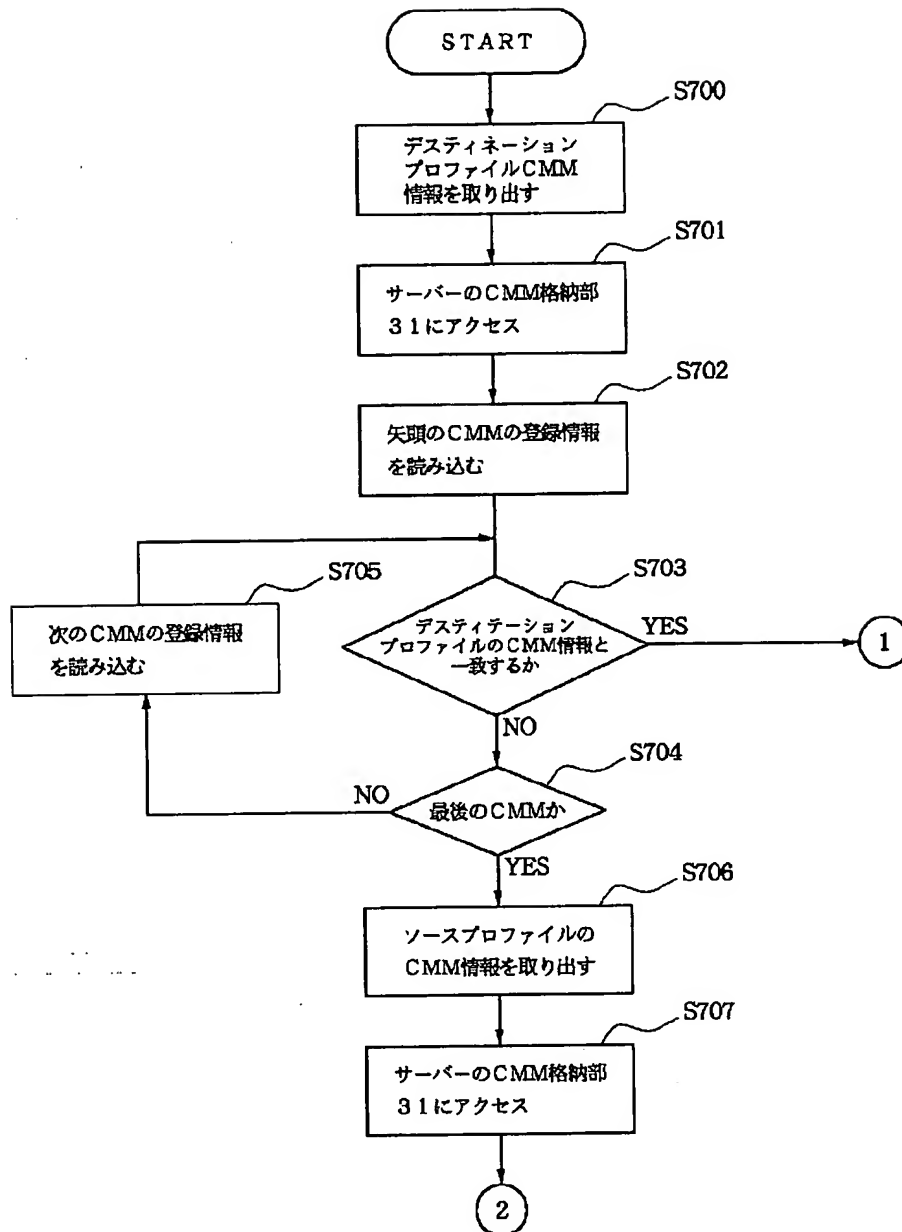 START
S700
デスティネーション
プロファイルCMM
情報を取り出す
S701
サーバーのCMM格納部
31にアクセス
S702
矢頭のCMMの登録情報
を読み込む
S703
デスティテーション
プロファイルのCMM情報と
一致するか
YES
1
S705
次のCMMの登録情報
を読み込む
NO
S704
最後のCMMか
NO
YES
S706
ソースプロファイルの
CMM情報を取り出す
S707
サーバーのCMM格納部
31にアクセス
2